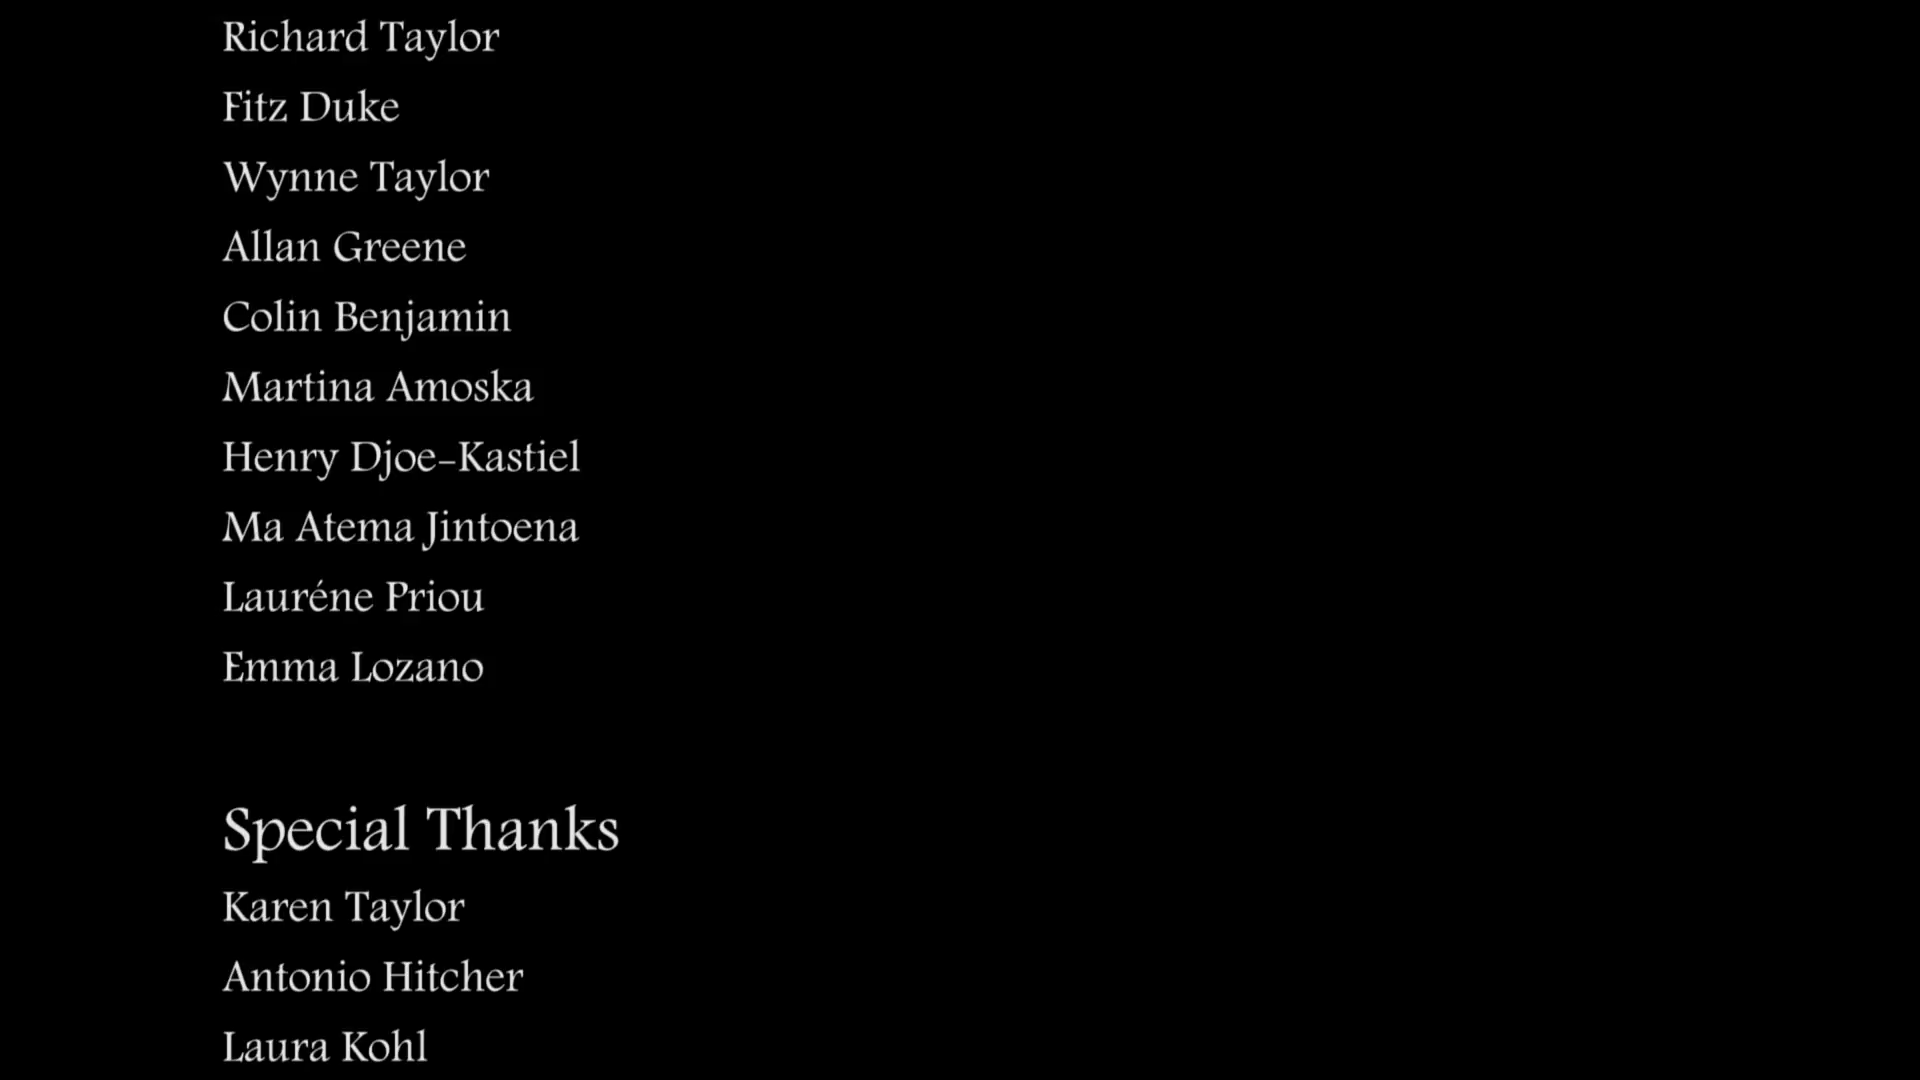 Richard Taylor
Fitz Duke
Wynne Taylor
Allan Greene
Colin Benjamin
Martina Amoska
Henry Djoe-Kastiel
Ma Atema Jintoena
Lauréne Priou
Emma Lozano
Special Thanks
Karen Taylor
Antonio Hitcher
Laura Kohl